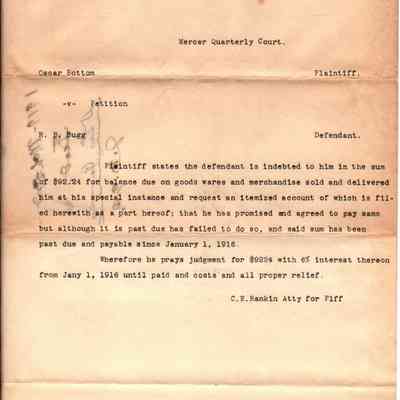 Mercer Quarterly Court.
Oscar Bottom Plaintiff.
-v- Petition
R. B. Bugg Defendant.
Plaintiff states the defendant is indebted to him in the sum
of $92.24 for balance due on goods wares and merchandise sold and delivered
him at his special instance and request an itemized account of which is fil-
ed herewith as a part hereof; that he has promised and agreed to pay same
but although it is past due has failed to do so, and said sum has been
past due and payable since January 1, 1916.
Wherefore he prays judgment for $9224 with 6% interest thereon
from Jany 1, 1916 until paid and costs and all proper relief.
C.E.Rankin Atty for Plff